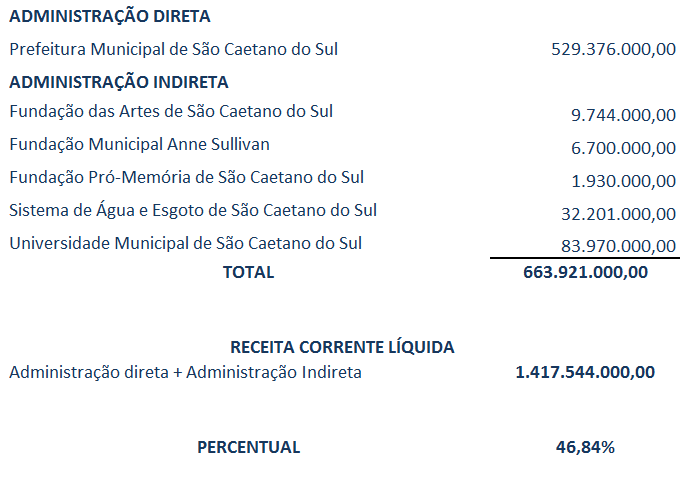 ADMINISTRAÇÃO DIRETA
Prefeitura Municipal de São Caetano do Sul 529.376.000,00
ADMINISTRAÇÃO INDIRETA
Fundação das Artes de São Caetano do Sul 9.744.000,00
Fundação Municipal Anne Sullivan 6.700.000,00
Fundação Pró-Memória de São Caetano do Sul 1.930.000,00
Sistema de Água e Esgoto de São Caetano do Sul 32.201.000,00
Universidade Municipal de São Caetano do Sul 83.970.000,00
TOTAL 663.921.000,00
RECEITA CORRENTE LÍQUIDA
Administração direta + Administração Indireta 1.417.544.000,00
PERCENTUAL 46,84%